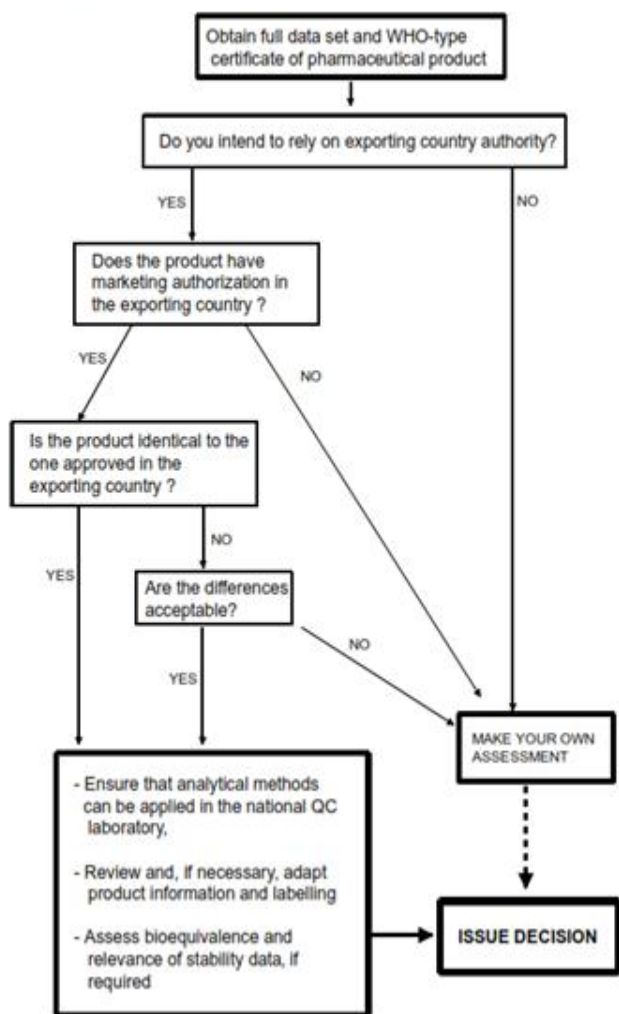 Obtain full data set and WHO-type
certificate of pharmaceutical product
Do you intend to rely on exporting country authority?
YES
NO
Does the product have
marketing authorization in
the exporting country ?
YES
NO
Is the product identical to the
one approved in the
exporting country ?
YES
NO
Are the differences
acceptable?
YES
NO
MAKE YOUR OWN
ASSESSMENT
- Ensure that analytical methods
can be applied in the national QC
laboratory,
- Review and, if necessary, adapt
product information and labelling
- Assess bioequivalence and
relevance of stability data, if
required
ISSUE DECISION